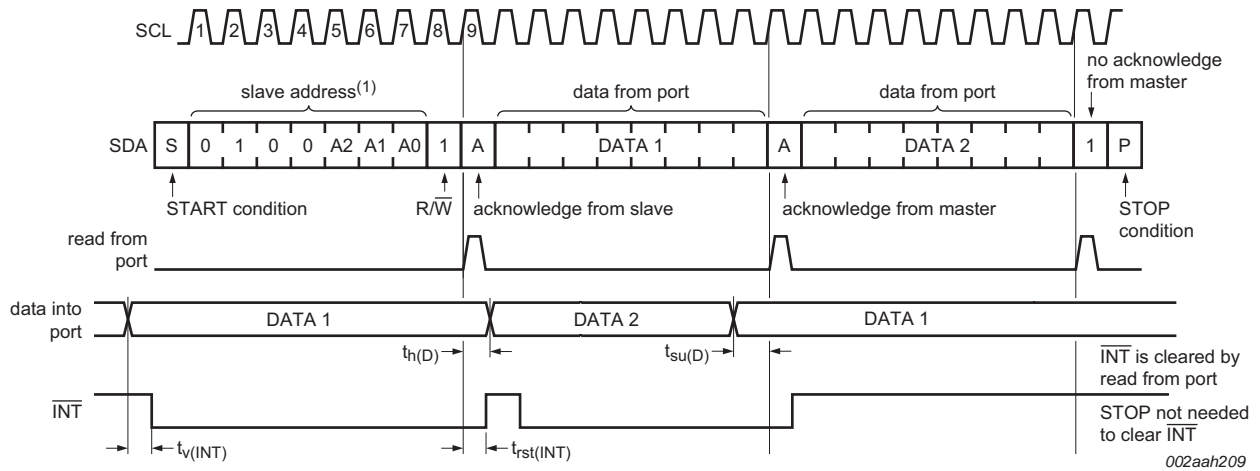 SCL 1 2 3 4 5 6 7 8 9
no acknowledge
from master
slave address(1) data from port data from port
SDA S 0 1 0 0 A2 A1 A0 1 A DATA 1 A DATA 2 1 P
START condition R/W̅ acknowledge from slave acknowledge from master STOP
condition
read from
port
data into
port
DATA 1 DATA 2 DATA 1
th(D) tsu(D)
I̅N̅T̅ is cleared by
read from port
I̅N̅T̅
STOP not needed
to clear I̅N̅T̅
tv(INT) trst(INT)
002aah209